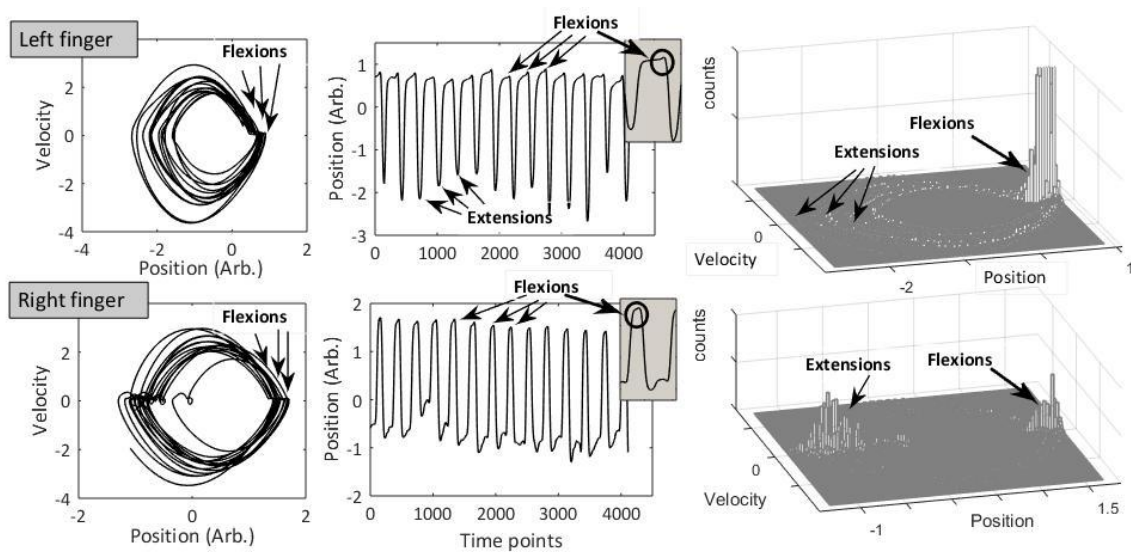 Left finger
Flexions
4
2
0
-2
-4
-4
-2
0
2
Velocity
Position (Arb.)
Flexions
1
0
-1
-2
-3
0
1000
2000
3000
4000
Position (Arb.)
Extensions
counts
Flexions
Extensions
0
Velocity
-2
Position
1
Right finger
Flexions
4
2
0
-2
-4
-2
0
2
Velocity
Position (Arb.)
Flexions
2
1
0
-1
-2
0
1000
2000
3000
4000
Position (Arb.)
Time points
counts
Extensions
Flexions
0
Velocity
-1
Position
1.5